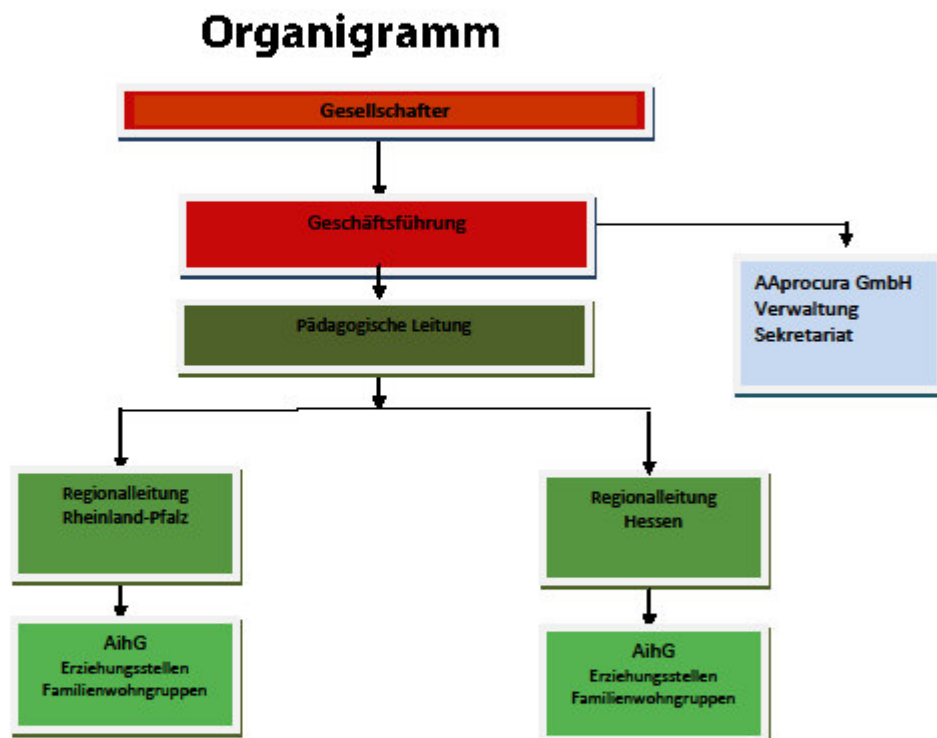 Organigramm
Gesellschafter
Geschäftsführung
AAprocura GmbH
Verwaltung
Sekretariat
Pädagogische Leitung
Regionalleitung
Rheinland-Pfalz
Regionalleitung
Hessen
AihG
Erziehungsstellen
Familienwohngruppen
AihG
Erziehungsstellen
Familienwohngruppen